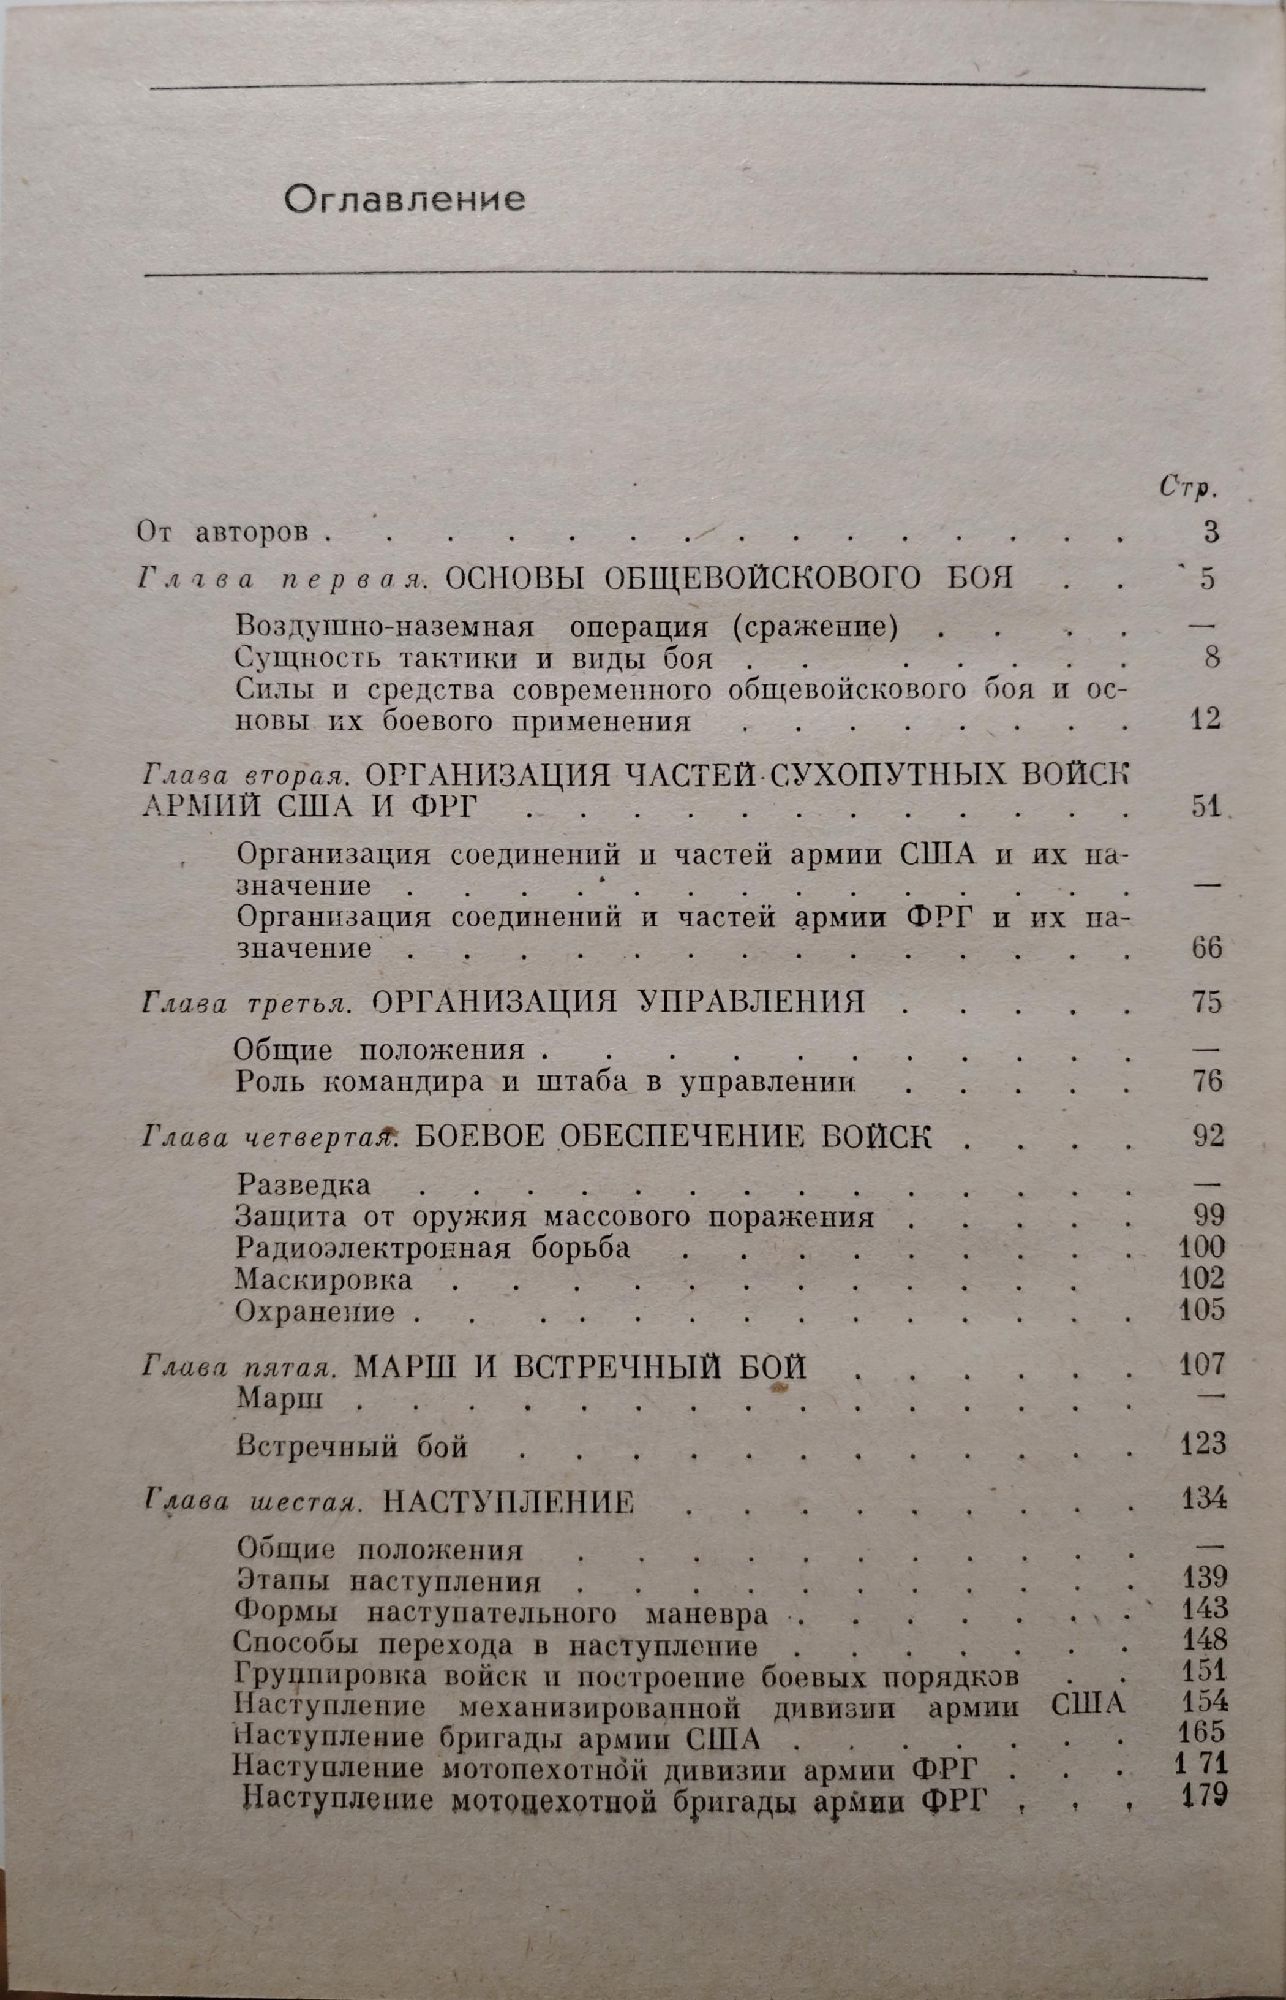 Оглавление
Стр.
От авторов . . . . . . . . . . . . . . 3
Глава первая. ОСНОВЫ ОБЩЕВОЙСКОВОГО БОЯ . . 5
Воздушно-наземная операция (сражение) . . . . —
Сущность тактики и виды боя . . . . . . . 8
Силы и средства современного общевойскового боя и ос-
новы их боевого применения . . . . . . . . 12
Глава вторая. ОРГАНИЗАЦИЯ ЧАСТЕЙ СУХОПУТНЫХ ВОЙСК
АРМИЙ США И ФРГ . . . . . . . . . . . . 51
Организация соединений и частей армии США и их на-
значение . . . . . . . . . . . . . . —
Организация соединений и частей армии ФРГ и их на-
значение . . . . . . . . . . . . . . 66
Глава третья. ОРГАНИЗАЦИЯ УПРАВЛЕНИЯ . . . . . 75
Общие положения . . . . . . . . . . . —
Роль командира и штаба в управлении . . . . . 76
Глава четвертая. БОЕВОЕ ОБЕСПЕЧЕНИЕ ВОЙСК . . . . 92
Разведка . . . . . . . . . . . . . . —
Защита от оружия массового поражения . . . . . 99
Радиоэлектронная борьба . . . . . . . . . 100
Маскировка . . . . . . . . . . . . 102
Охранение . . . . . . . . . . . . . 105
Глава пятая. МАРШ И ВСТРЕЧНЫЙ БОЙ . . . . . . 107
Марш . . . . . . . . . . . . . . . —
Встречный бой . . . . . . . . . . . . 123
Глава шестая. НАСТУПЛЕНИЕ . . . . . . . . . 134
Общие положения . . . . . . . . . . . —
Этапы наступления . . . . . . . . . . . 139
Формы наступательного маневра . . . . . . . 143
Способы перехода в наступление . . . . . . . 148
Группировка войск и построение боевых порядков . . 151
Наступление механизированной дивизии армии США 154
Наступление бригады армии США . . . . . . . 165
Наступление мотопехотной дивизии армии ФРГ . . . 1 71
Наступление мотопехотной бригады армии ФРГ , , , 179